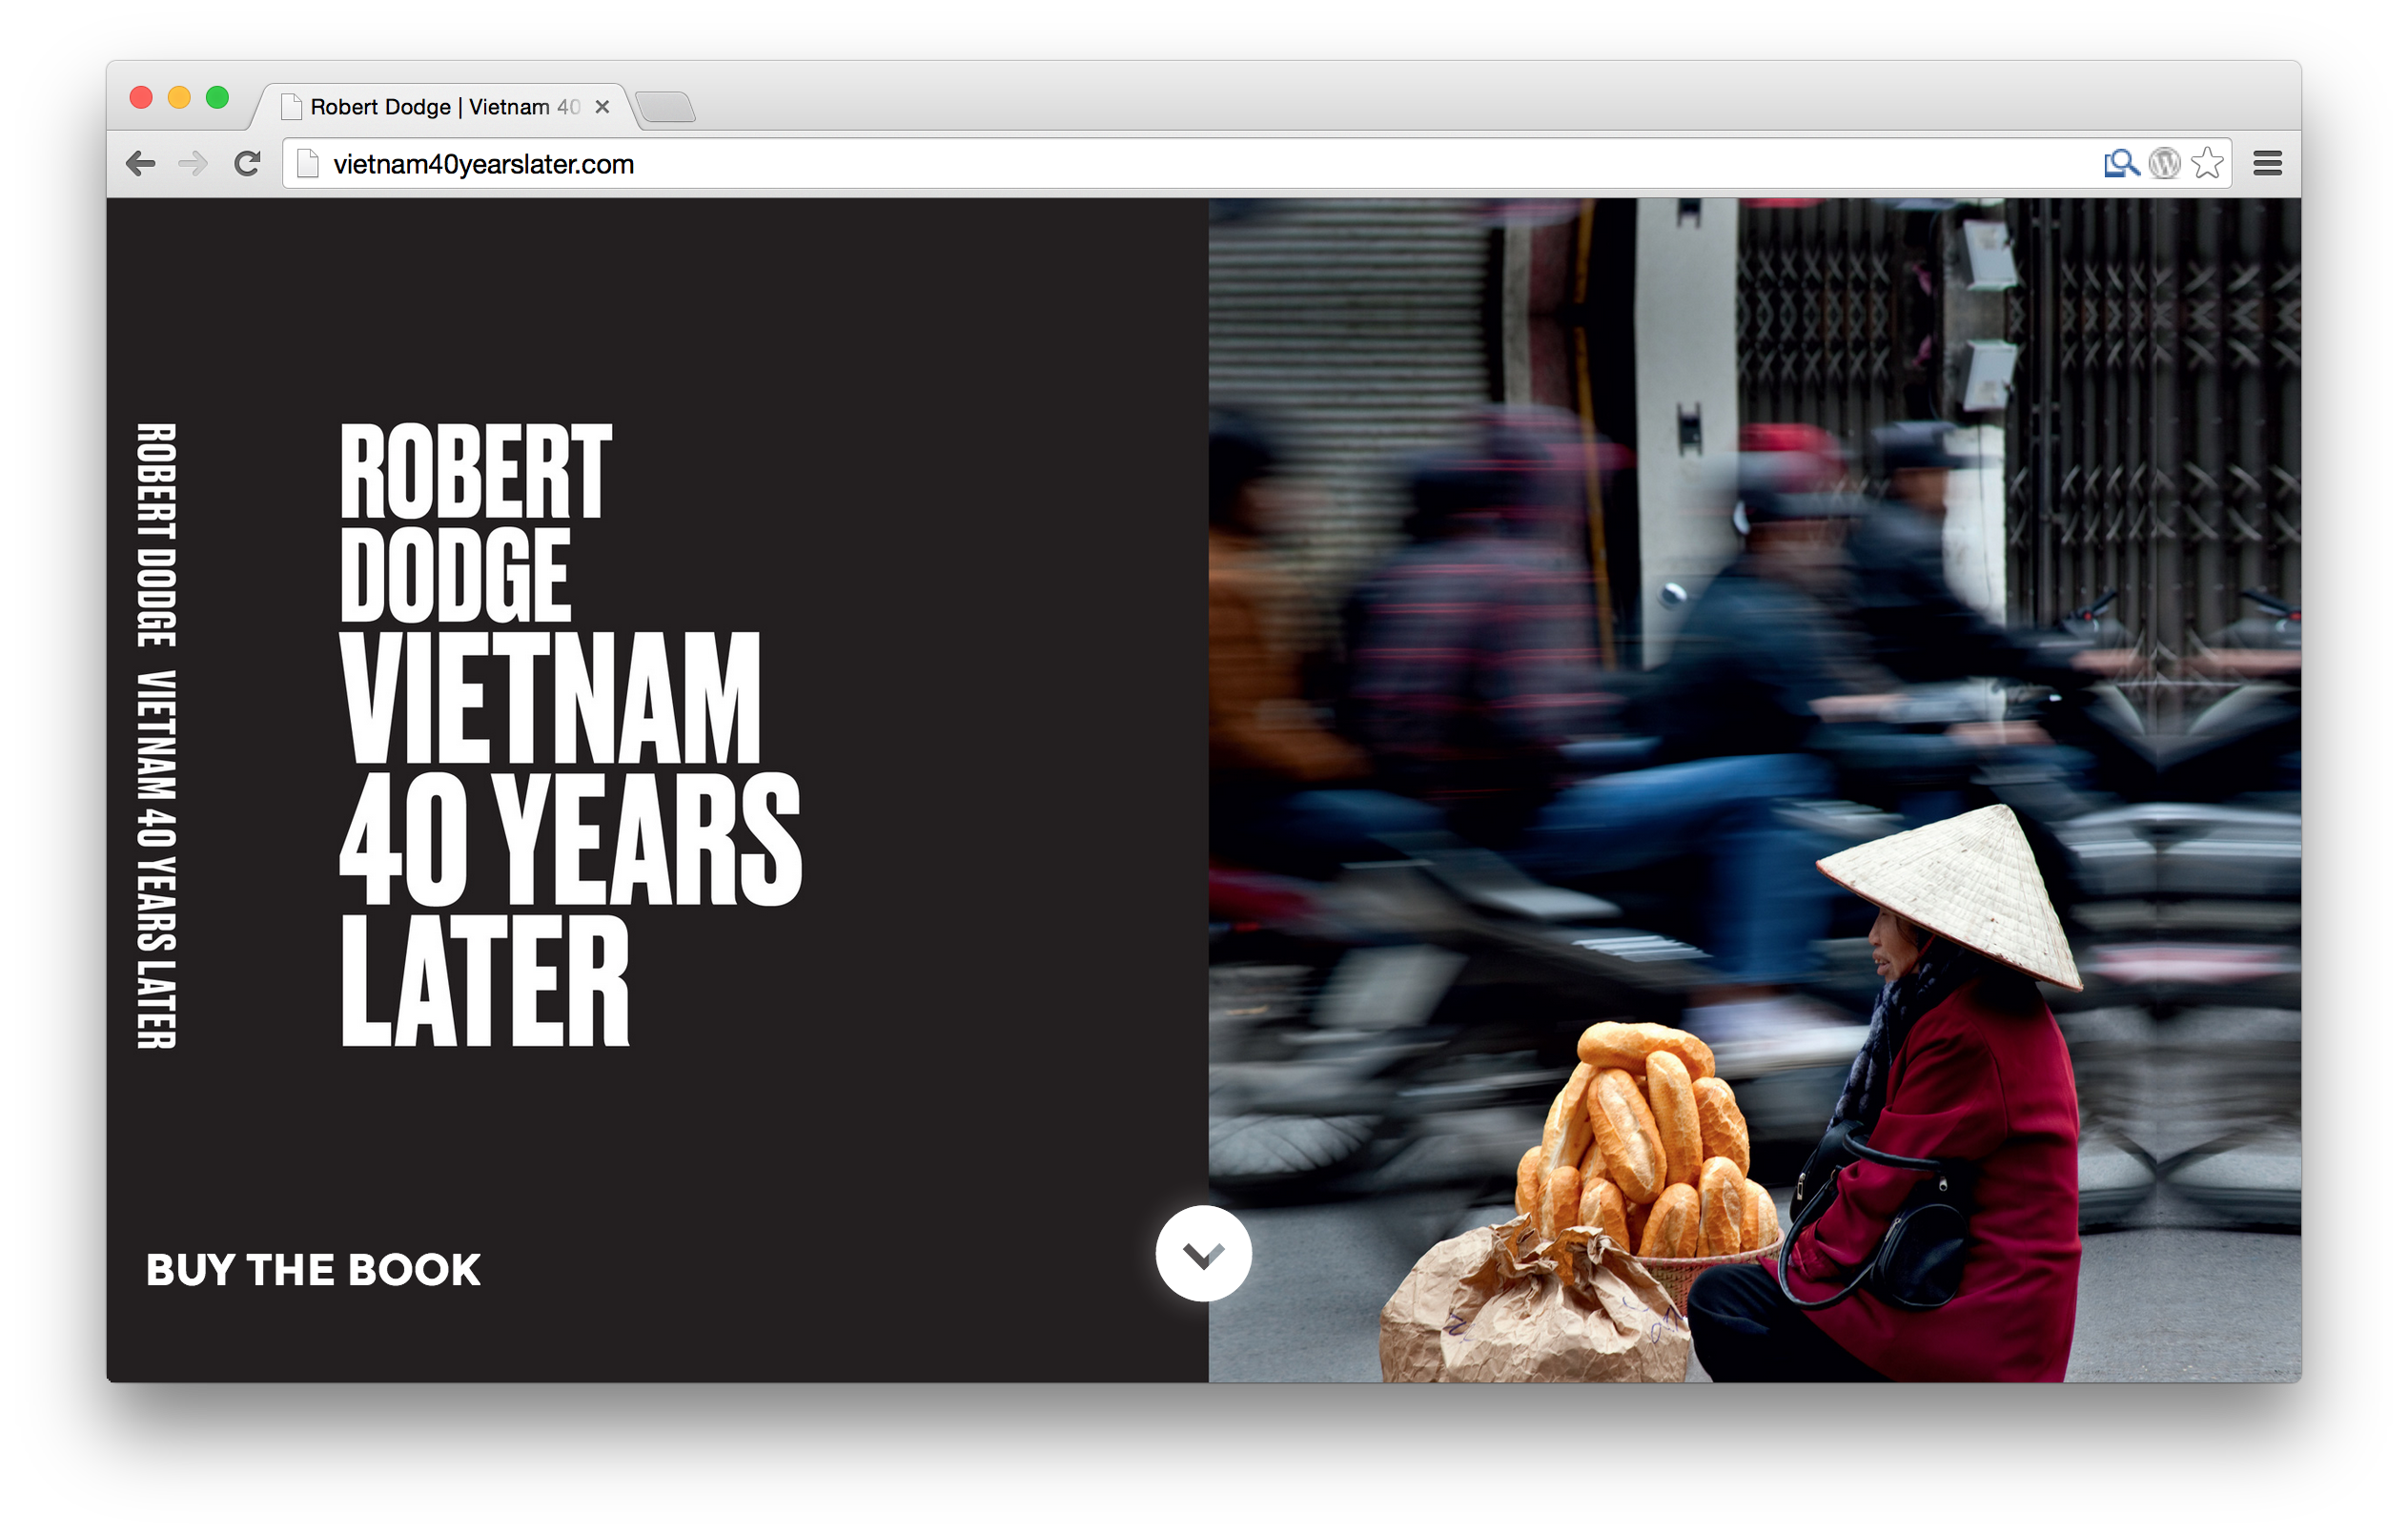 Robert Dodge | Vietnam 40
vietnam40yearslater.com
ROBERT DODGE VIETNAM 40 YEARS LATER
ROBERT
DODGE
VIETNAM
40 YEARS
LATER
BUY THE BOOK